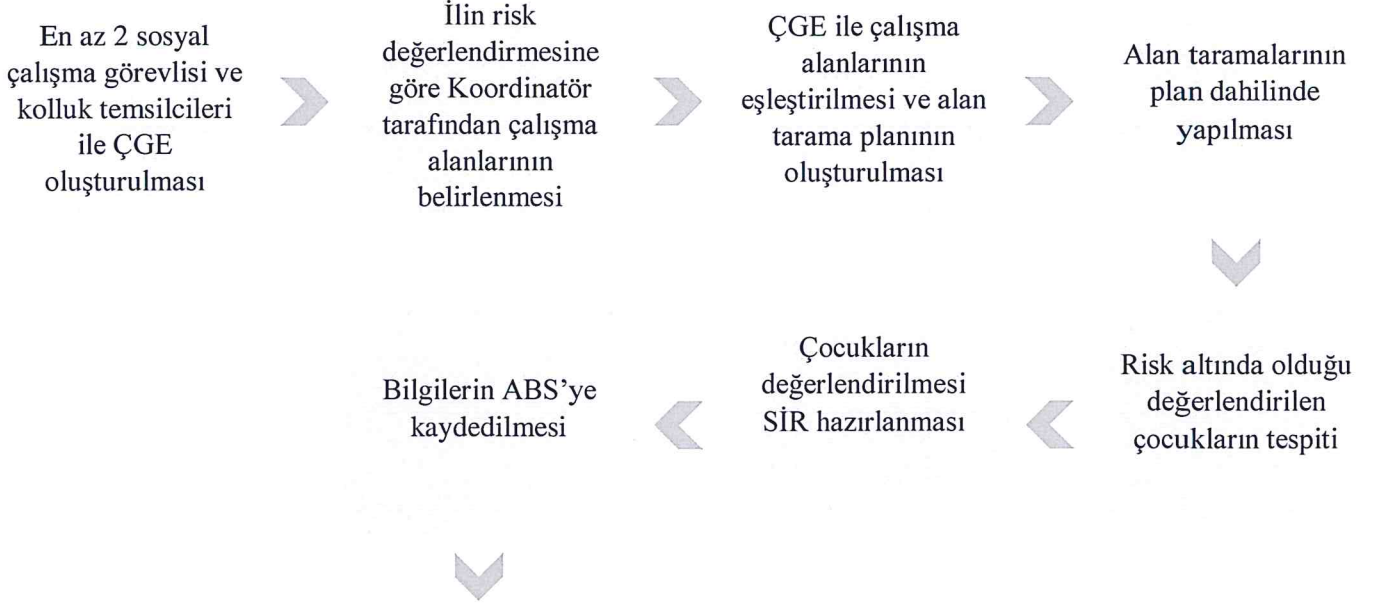 En az 2 sosyal
çalışma görevlisi ve
kolluk temsilcileri
ile ÇGE
oluşturulması
İlin risk
değerlendirmesine
göre Koordinatör
tarafından çalışma
alanlarının
belirlenmesi
ÇGE ile çalışma
alanlarının
eşleştirilmesi ve alan
tarama planının
oluşturulması
Alan taramalarının
plan dahilinde
yapılması
Risk altında olduğu
değerlendirilen
çocukların tespiti
Çocukların
değerlendirilmesi
SİR hazırlanması
Bilgilerin ABS’ye
kaydedilmesi